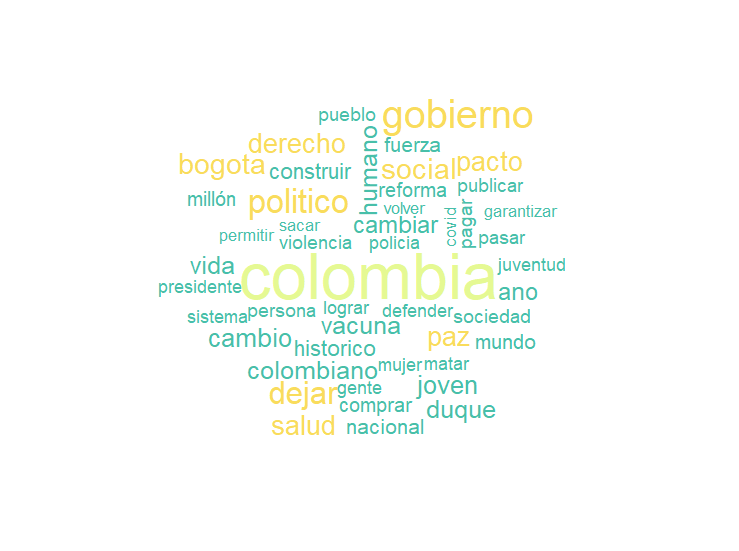 pueblo
gobierno
derecho
humano
fuerza
bogota
construir
social
pacto
millón
politico
reforma
publicar
volver
covid
pagar
garantizar
sacar
cambiar
permitir
violencia
policia
pasar
vida
colombia
juventud
presidente
ano
sistema
persona
lograr
defender
sociedad
vacuna
cambio
historico
paz
mundo
colombiano
mujer
matar
dejar
gente
joven
comprar
duque
salud
nacional